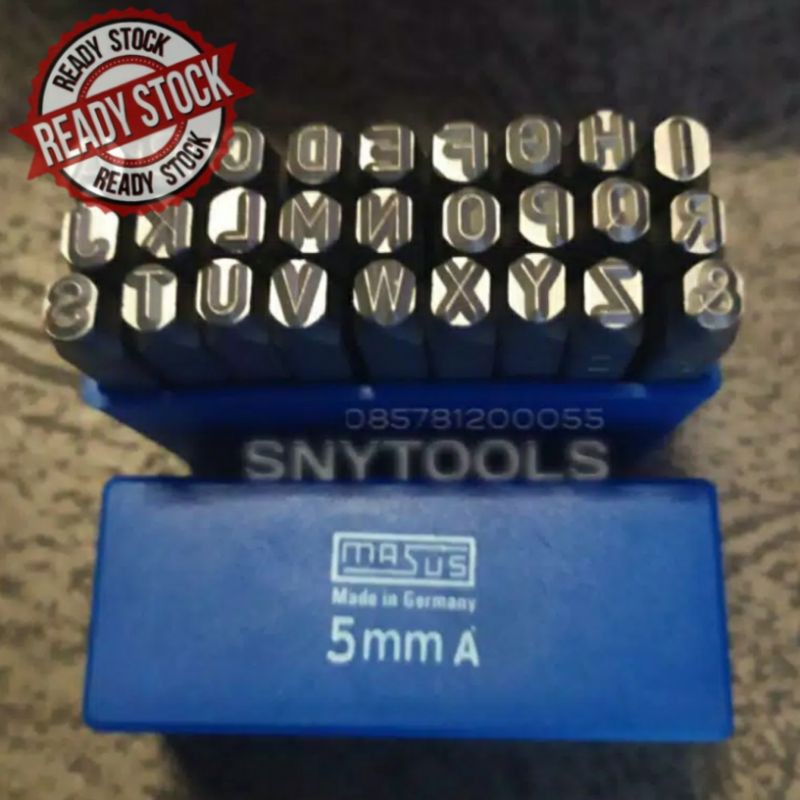 READY STOCK
READY STOCK
READY STOCK
C D E F G H I
J K L M N O P Q R
S T U V W X Y Z &
085781200055
SNYTOOLS
MASUS
Made in Germany
5mm A